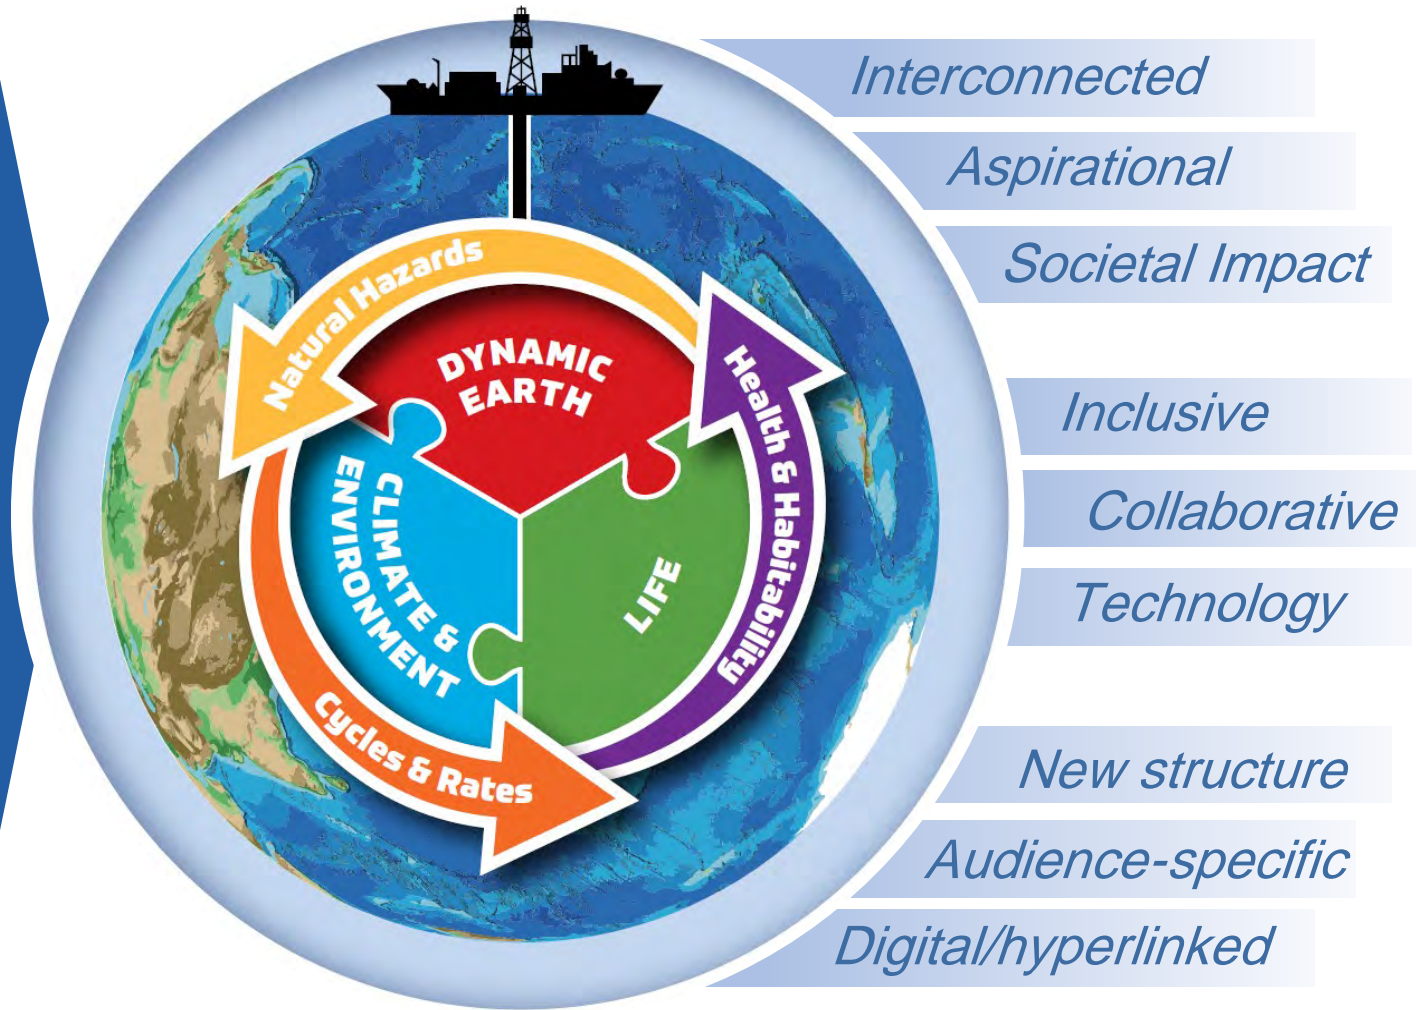 Natural Hazards
DYNAMIC
EARTH
Health & Habitability
CLIMATE &
ENVIRONMENT
LIFE
Cycles & Rates
Interconnected
Aspirational
Societal Impact
Inclusive
Collaborative
Technology
New structure
Audience-specific
Digital/hyperlinked